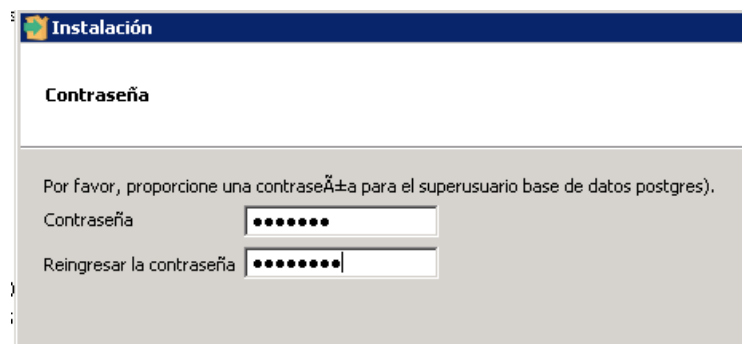 Instalación
Contraseña
Por favor, proporcione una contraseÃ±a para el superusuario base de datos postgres).
Contraseña ●●●●●●●
Reingresar la contraseña ●●●●●●●●